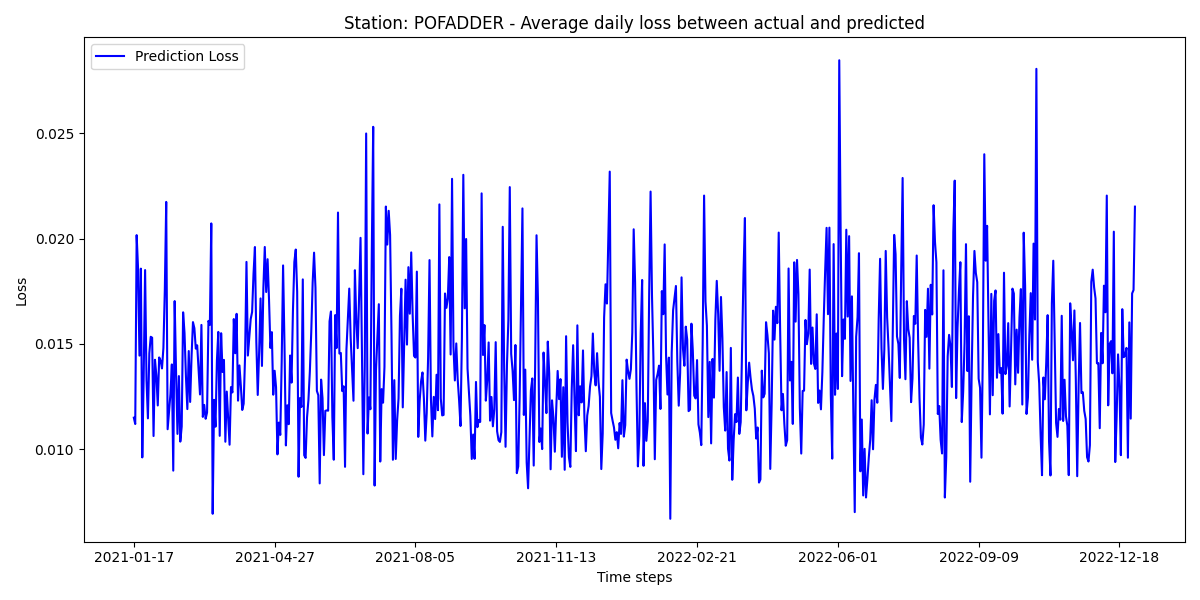 Station: POFADDER - Average daily loss between actual and predicted
Prediction Loss
Loss
0.025
0.020
0.015
0.010
2021-01-17 2021-04-27 2021-08-05 2021-11-13 2022-02-21 2022-06-01 2022-09-09 2022-12-18
Time steps